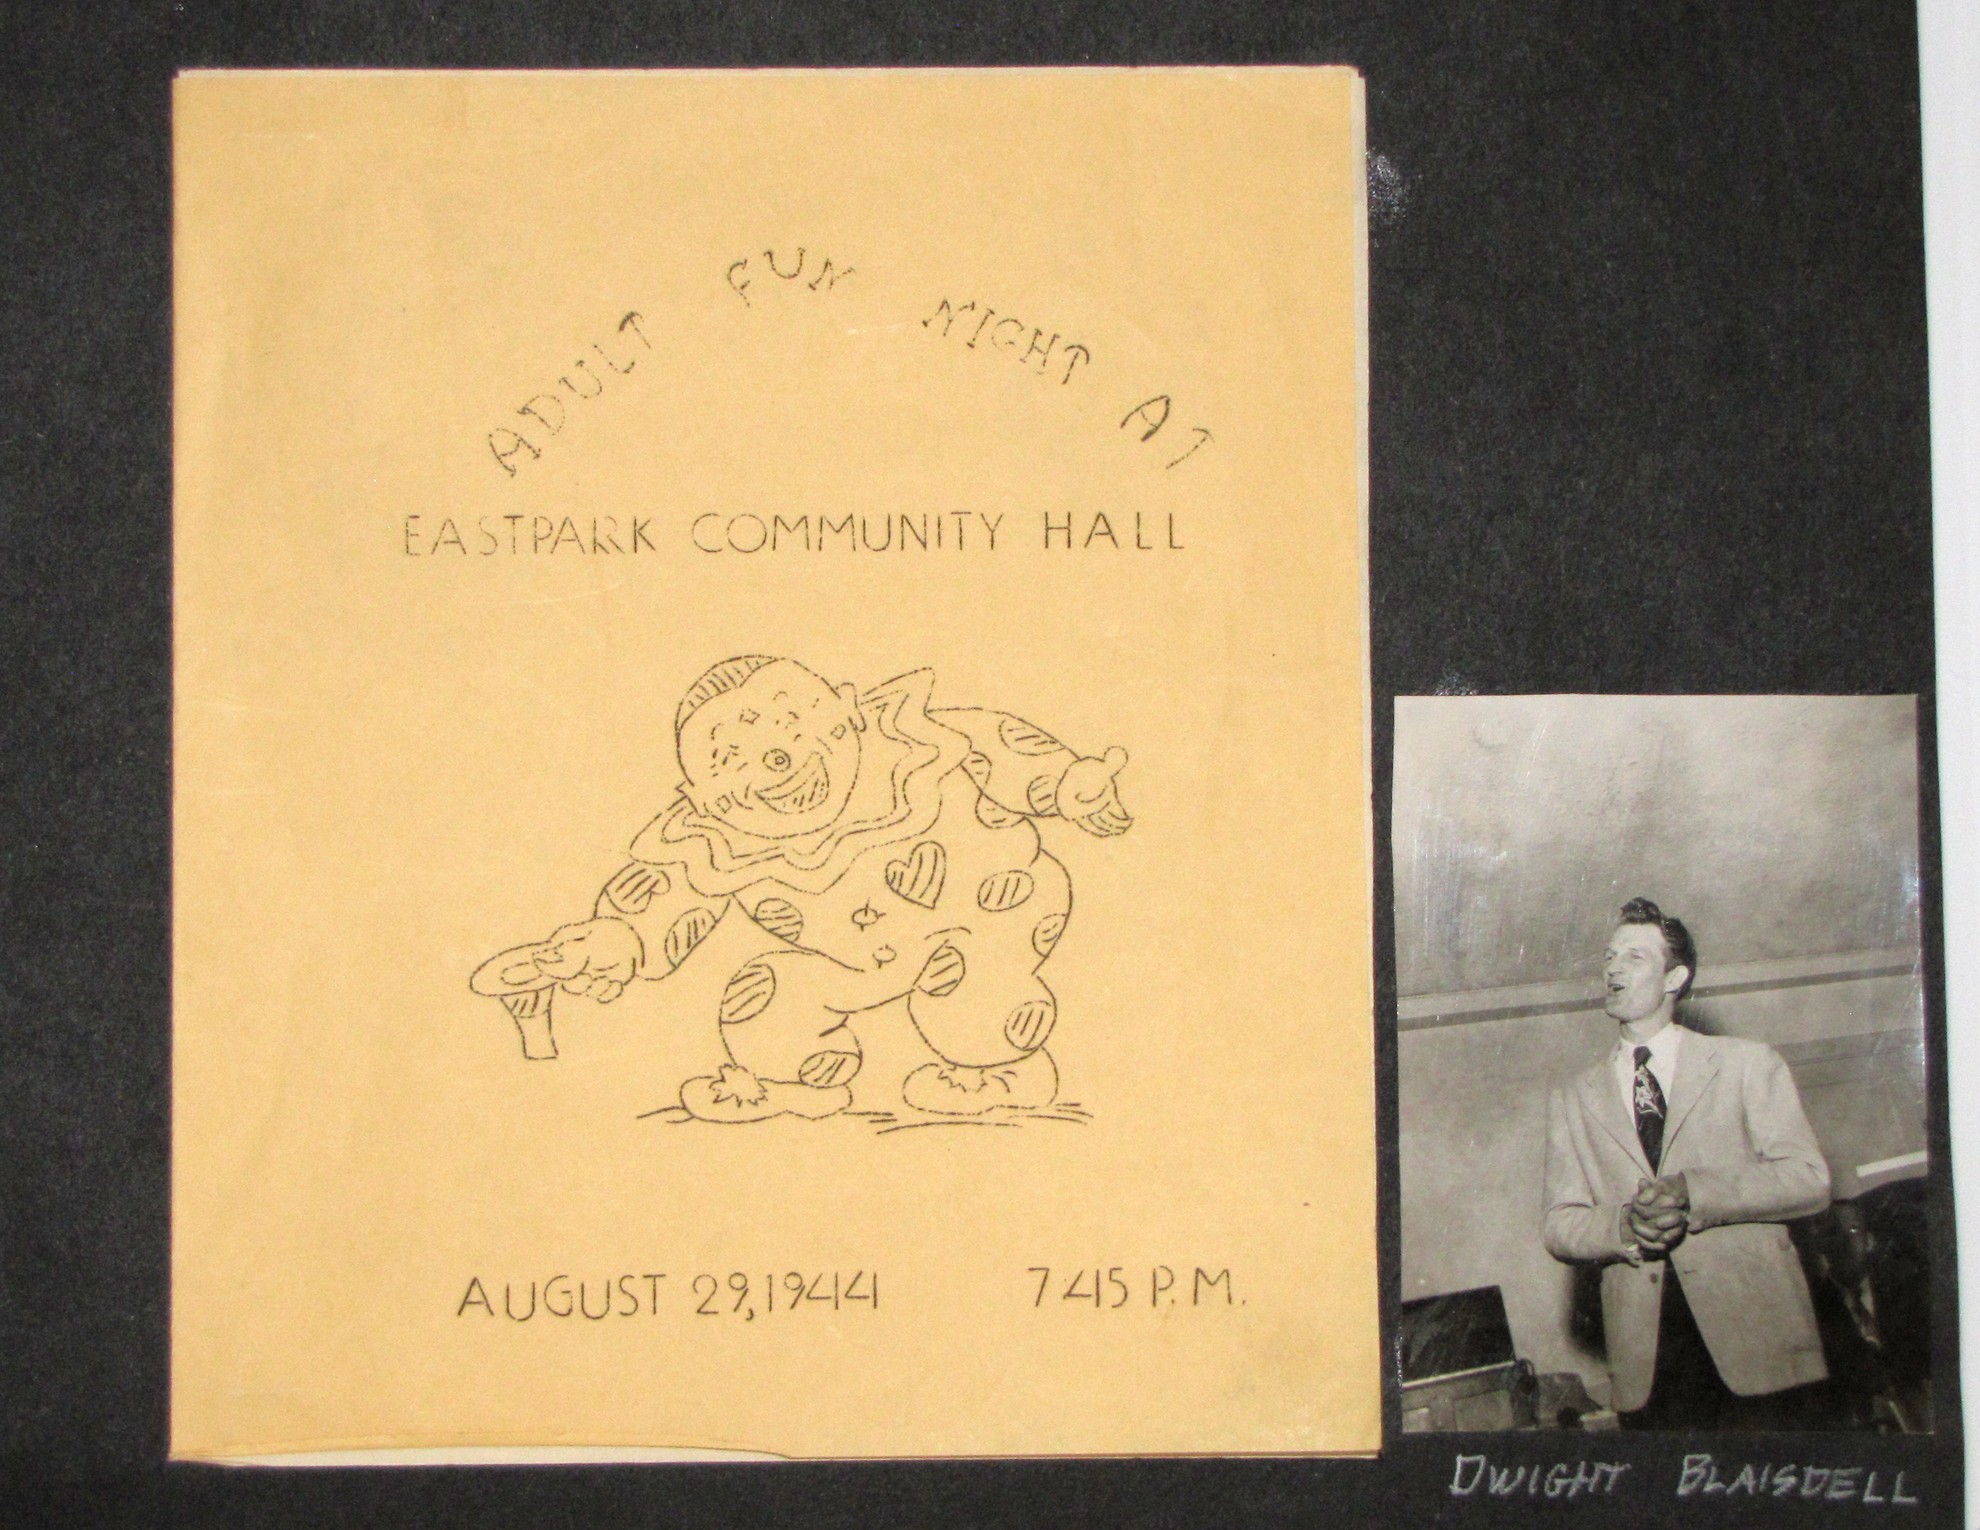 ADULT FUN NIGHT AT
EASTPARK COMMUNITY HALL
AUGUST 29, 1944 7:45 P.M.
DWIGHT BLAISDELL